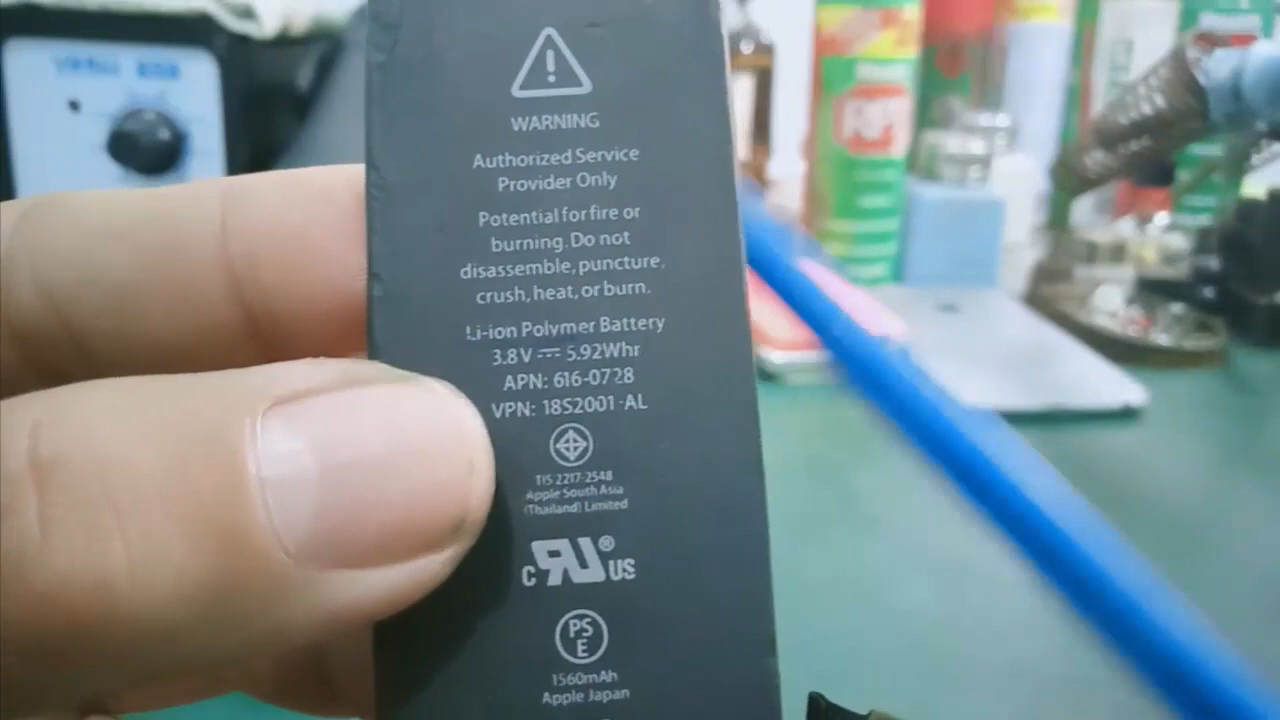 WARNING
Authorized Service
Provider Only
Potential for fire or
burning. Do not
disassemble, puncture,
crush, heat, or burn.
Li-ion Polymer Battery
3.8V ⎓ 5.92Whr
APN: 616-0728
VPN: 18S2001-AL
TIS 2217-2548
Apple South Asia
(Thailand) Limited
c RU ® US
PS
E
1560mAh
Apple Japan